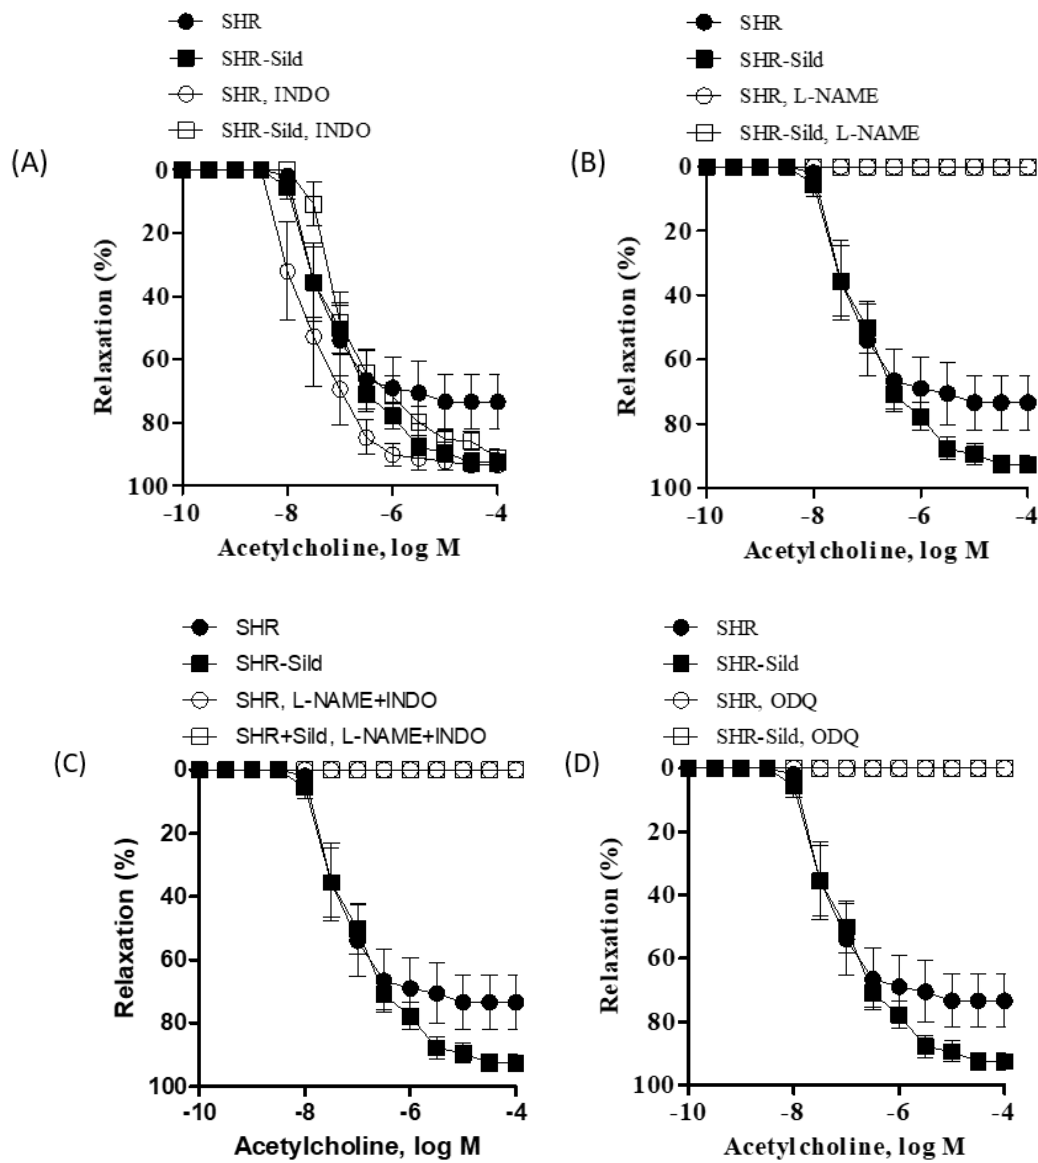 SHR
SHR-Sild
SHR, INDO
SHR-Sild, INDO
(A)
0
20
40
60
80
100
Relaxation (%)
-10
-8
-6
-4
Acetylcholine, log M
SHR
SHR-Sild
SHR, L-NAME
SHR-Sild, L-NAME
(B)
0
20
40
60
80
100
Relaxation (%)
-10
-8
-6
-4
Acetylcholine, log M
SHR
SHR-Sild
SHR, L-NAME+INDO
SHR+Sild, L-NAME+INDO
(C)
0
20
40
60
80
100
Relaxation (%)
-10
-8
-6
-4
Acetylcholine, log M
SHR
SHR-Sild
SHR, ODQ
SHR-Sild, ODQ
(D)
0
20
40
60
80
100
Relaxation (%)
-10
-8
-6
-4
Acetylcholine, log M